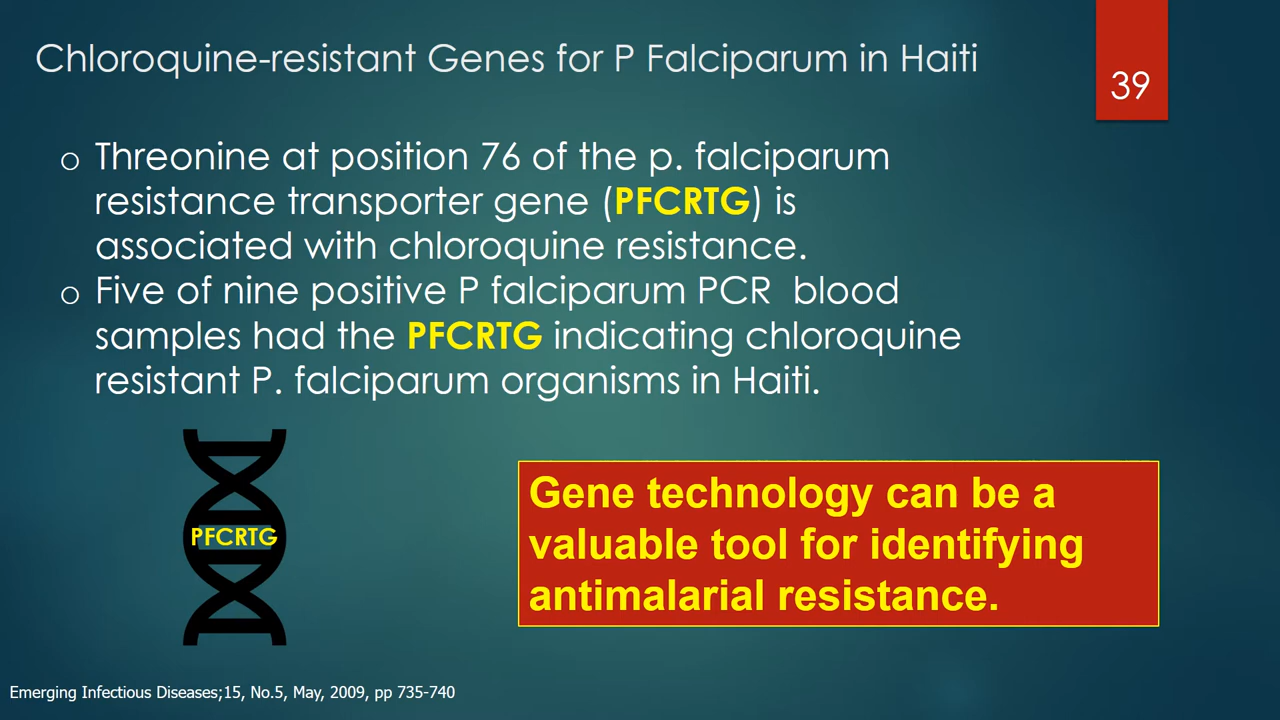 Chloroquine-resistant Genes for P Falciparum in Haiti
39
o Threonine at position 76 of the p. falciparum
resistance transporter gene (PFCRTG) is
associated with chloroquine resistance.
o Five of nine positive P falciparum PCR  blood
samples had the PFCRTG indicating chloroquine
resistant P. falciparum organisms in Haiti.
PFCRTG
Gene technology can be a
valuable tool for identifying
antimalarial resistance.
Emerging Infectious Diseases;15, No.5, May, 2009, pp 735-740